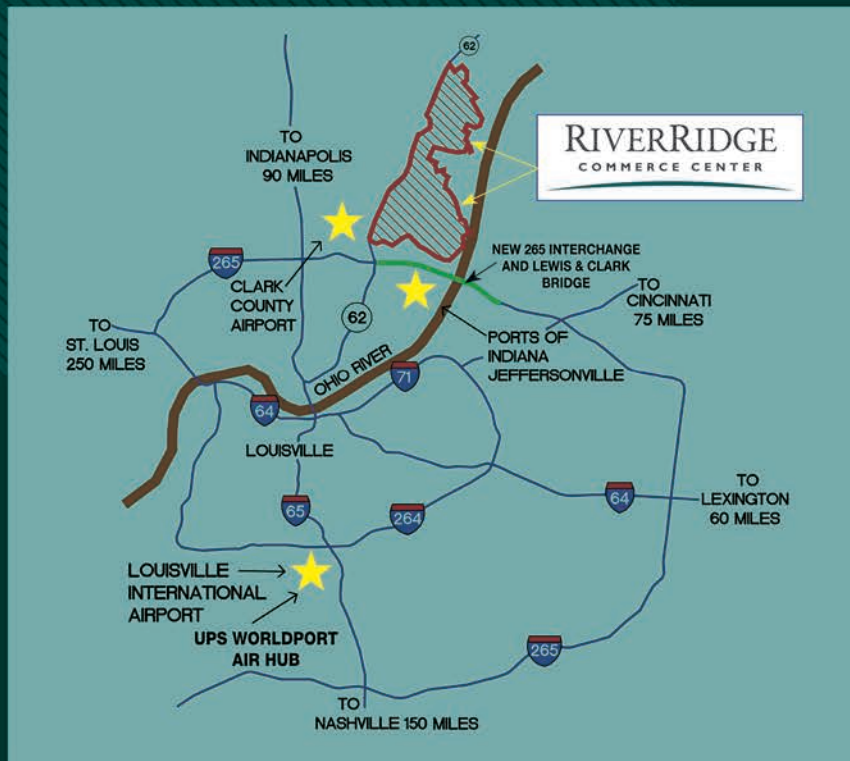 62
RIVERRIDGE
COMMERCE CENTER
TO
INDIANAPOLIS
90 MILES
265
NEW 265 INTERCHANGE
AND LEWIS & CLARK
BRIDGE
CLARK
COUNTY
AIRPORT
TO
CINCINNATI
75 MILES
62
TO
ST. LOUIS
250 MILES
PORTS OF
INDIANA
JEFFERSONVILLE
OHIO RIVER
71
64
LOUISVILLE
65
264
64
TO
LEXINGTON
60 MILES
LOUISVILLE
INTERNATIONAL
AIRPORT
UPS WORLDPORT
AIR HUB
265
TO
NASHVILLE 150 MILES